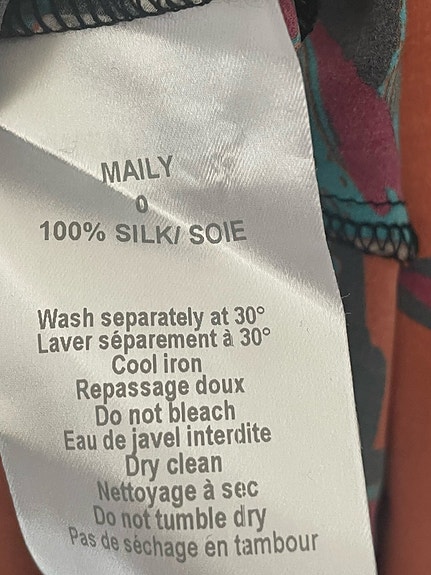 MAILY
0
100% SILK/ SOIE
Wash separately at 30°
Laver séparement à 30°
Cool iron
Repassage doux
Do not bleach
Eau de javel interdite
Dry clean
Nettoyage à sec
Do not tumble dry
Pas de séchage en tambour